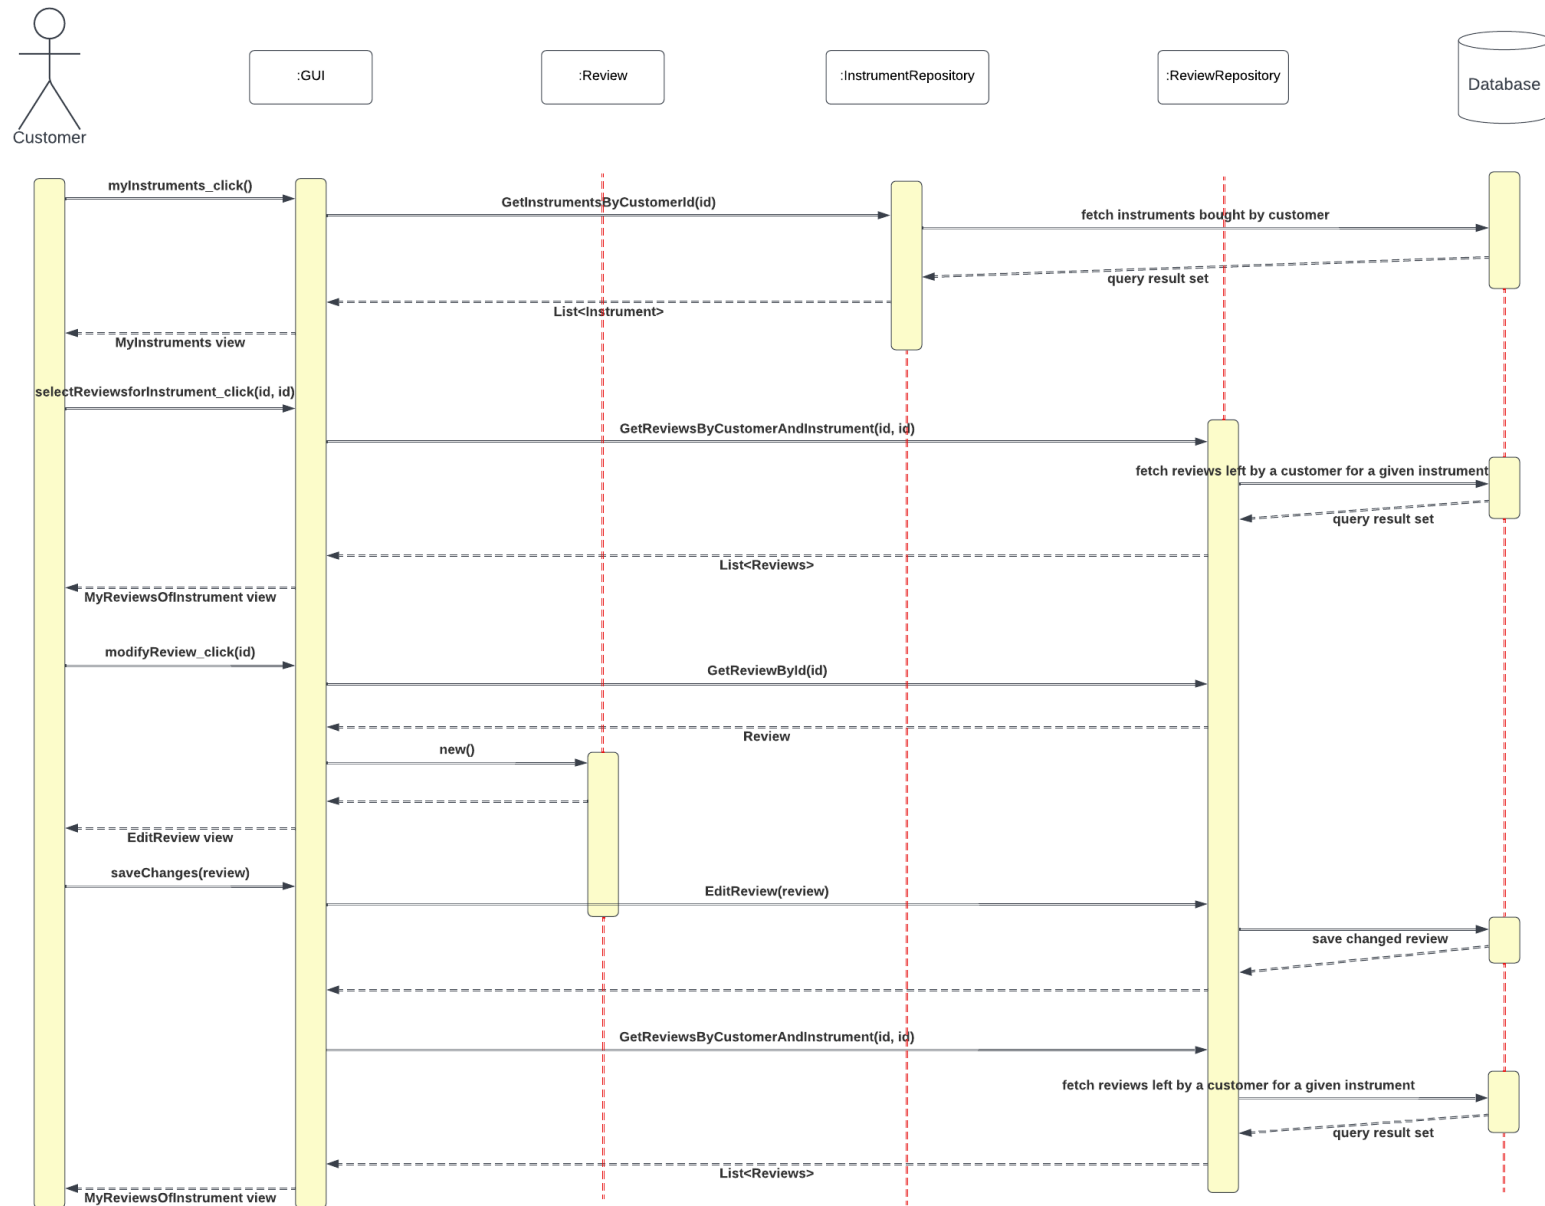 Customer
:GUI
:Review
:InstrumentRepository
:ReviewRepository
Database
myInstruments_click()
GetInstrumentsByCustomerId(id)
fetch instruments bought by customer
query result set
List<Instrument>
MyInstruments view
selectReviewsforInstrument_click(id, id)
GetReviewsByCustomerAndInstrument(id, id)
fetch reviews left by a customer for a given instrument
query result set
List<Reviews>
MyReviewsOfInstrument view
modifyReview_click(id)
GetReviewById(id)
Review
new()
EditReview view
saveChanges(review)
EditReview(review)
save changed review
GetReviewsByCustomerAndInstrument(id, id)
fetch reviews left by a customer for a given instrument
query result set
List<Reviews>
MyReviewsOfInstrument view